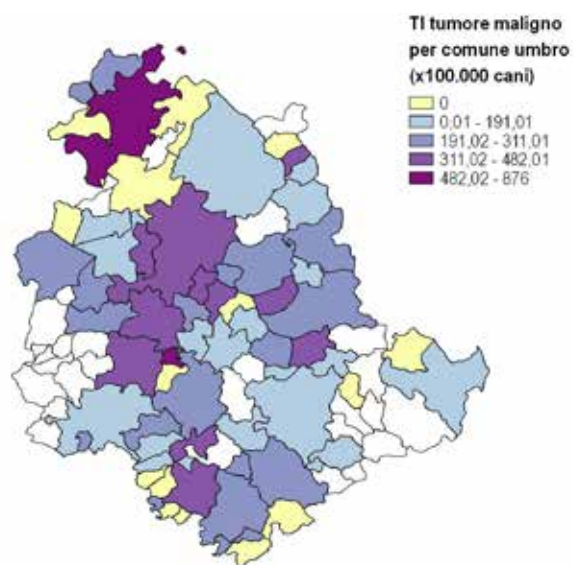 TI tumore maligno
per comune umbro
(x100.000 cani)
0
0,01 - 191,01
191,02 - 311,01
311,02 - 482,01
482,02 - 876